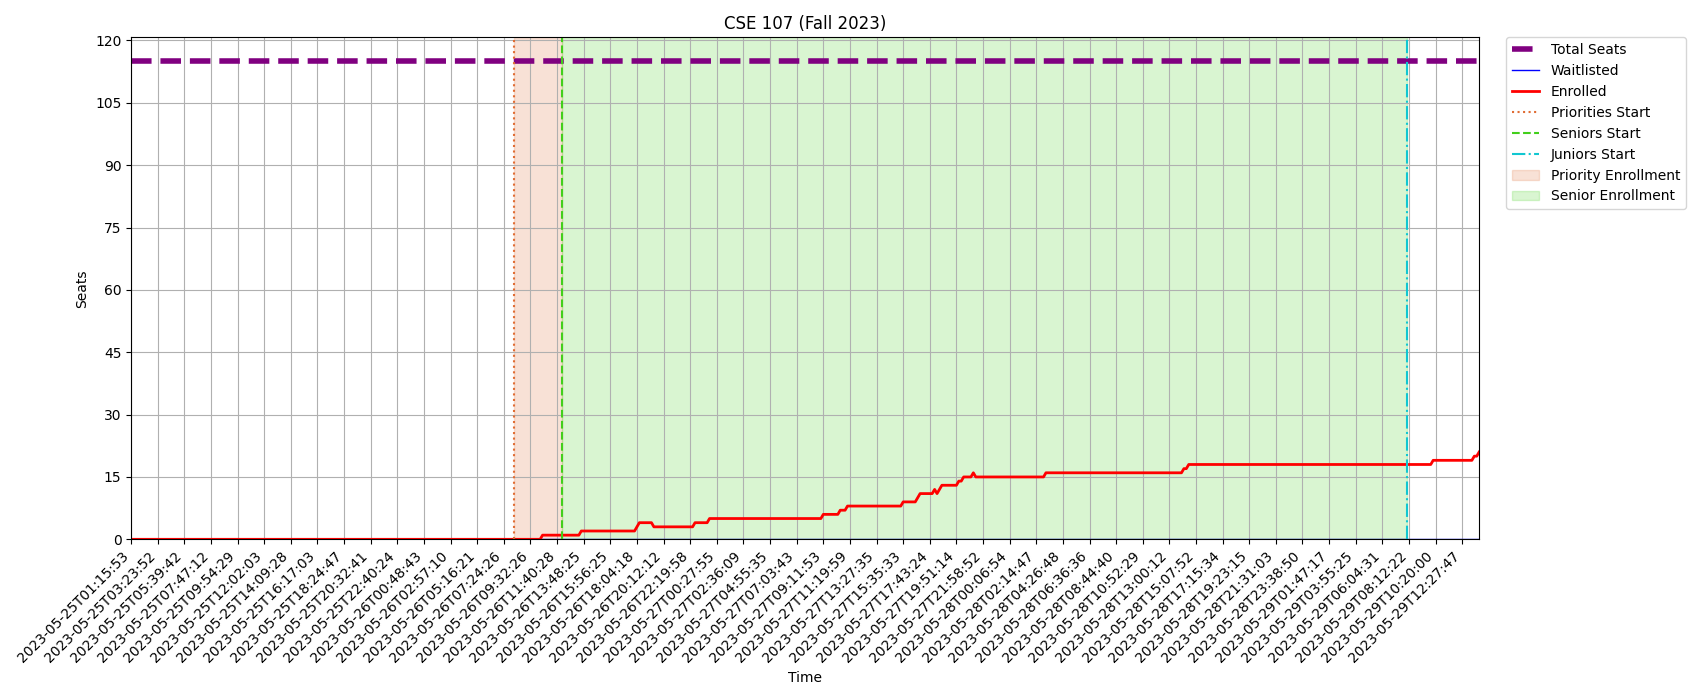 CSE 107 (Fall 2023)
120
105
90
75
60
45
30
15
0
Seats
2023-05-25T01:15:53
2023-05-25T03:23:52
2023-05-25T05:39:42
2023-05-25T07:47:12
2023-05-25T09:54:29
2023-05-25T12:02:03
2023-05-25T14:09:28
2023-05-25T16:17:03
2023-05-25T18:24:47
2023-05-25T20:32:41
2023-05-25T22:40:24
2023-05-26T00:48:43
2023-05-26T02:57:10
2023-05-26T05:16:21
2023-05-26T07:24:26
2023-05-26T09:32:26
2023-05-26T11:40:28
2023-05-26T13:48:25
2023-05-26T15:56:25
2023-05-26T18:04:18
2023-05-26T20:12:12
2023-05-26T22:19:58
2023-05-27T00:27:55
2023-05-27T02:36:09
2023-05-27T04:55:35
2023-05-27T07:03:43
2023-05-27T09:11:53
2023-05-27T11:19:59
2023-05-27T13:27:35
2023-05-27T15:35:33
2023-05-27T17:43:24
2023-05-27T19:51:14
2023-05-27T21:58:52
2023-05-28T00:06:54
2023-05-28T02:14:47
2023-05-28T04:26:48
2023-05-28T06:36:36
2023-05-28T08:44:40
2023-05-28T10:52:29
2023-05-28T13:00:12
2023-05-28T15:07:52
2023-05-28T17:15:34
2023-05-28T19:23:15
2023-05-28T21:31:03
2023-05-28T23:38:50
2023-05-29T01:47:17
2023-05-29T03:55:25
2023-05-29T06:04:31
2023-05-29T08:12:22
2023-05-29T10:20:00
2023-05-29T12:27:47
Time
Total Seats
Waitlisted
Enrolled
Priorities Start
Seniors Start
Juniors Start
Priority Enrollment
Senior Enrollment